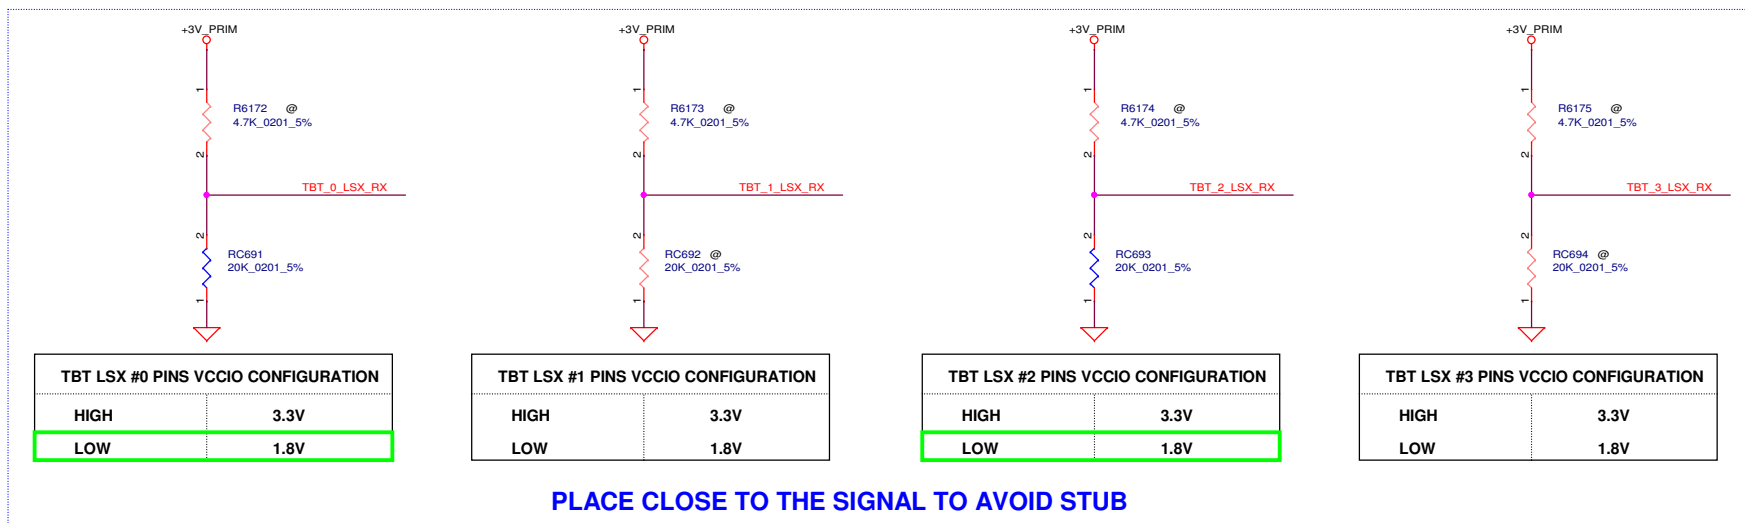 +3V_PRIM +3V_PRIM +3V_PRIM +3V_PRIM
1 1 1 1
R6172 @ R6173 @ R6174 @ R6175 @
4.7K_0201_5% 4.7K_0201_5% 4.7K_0201_5% 4.7K_0201_5%
2 2 2 2
TBT_0_LSX_RX TBT_1_LSX_RX TBT_2_LSX_RX TBT_3_LSX_RX
2 2 2 2
RC691 RC692 @ RC693 RC694 @
20K_0201_5% 20K_0201_5% 20K_0201_5% 20K_0201_5%
1 1 1 1
TBT LSX #0 PINS VCCIO CONFIGURATION TBT LSX #1 PINS VCCIO CONFIGURATION TBT LSX #2 PINS VCCIO CONFIGURATION TBT LSX #3 PINS VCCIO CONFIGURATION
HIGH 3.3V HIGH 3.3V HIGH 3.3V HIGH 3.3V
LOW 1.8V LOW 1.8V LOW 1.8V LOW 1.8V
PLACE CLOSE TO THE SIGNAL TO AVOID STUB